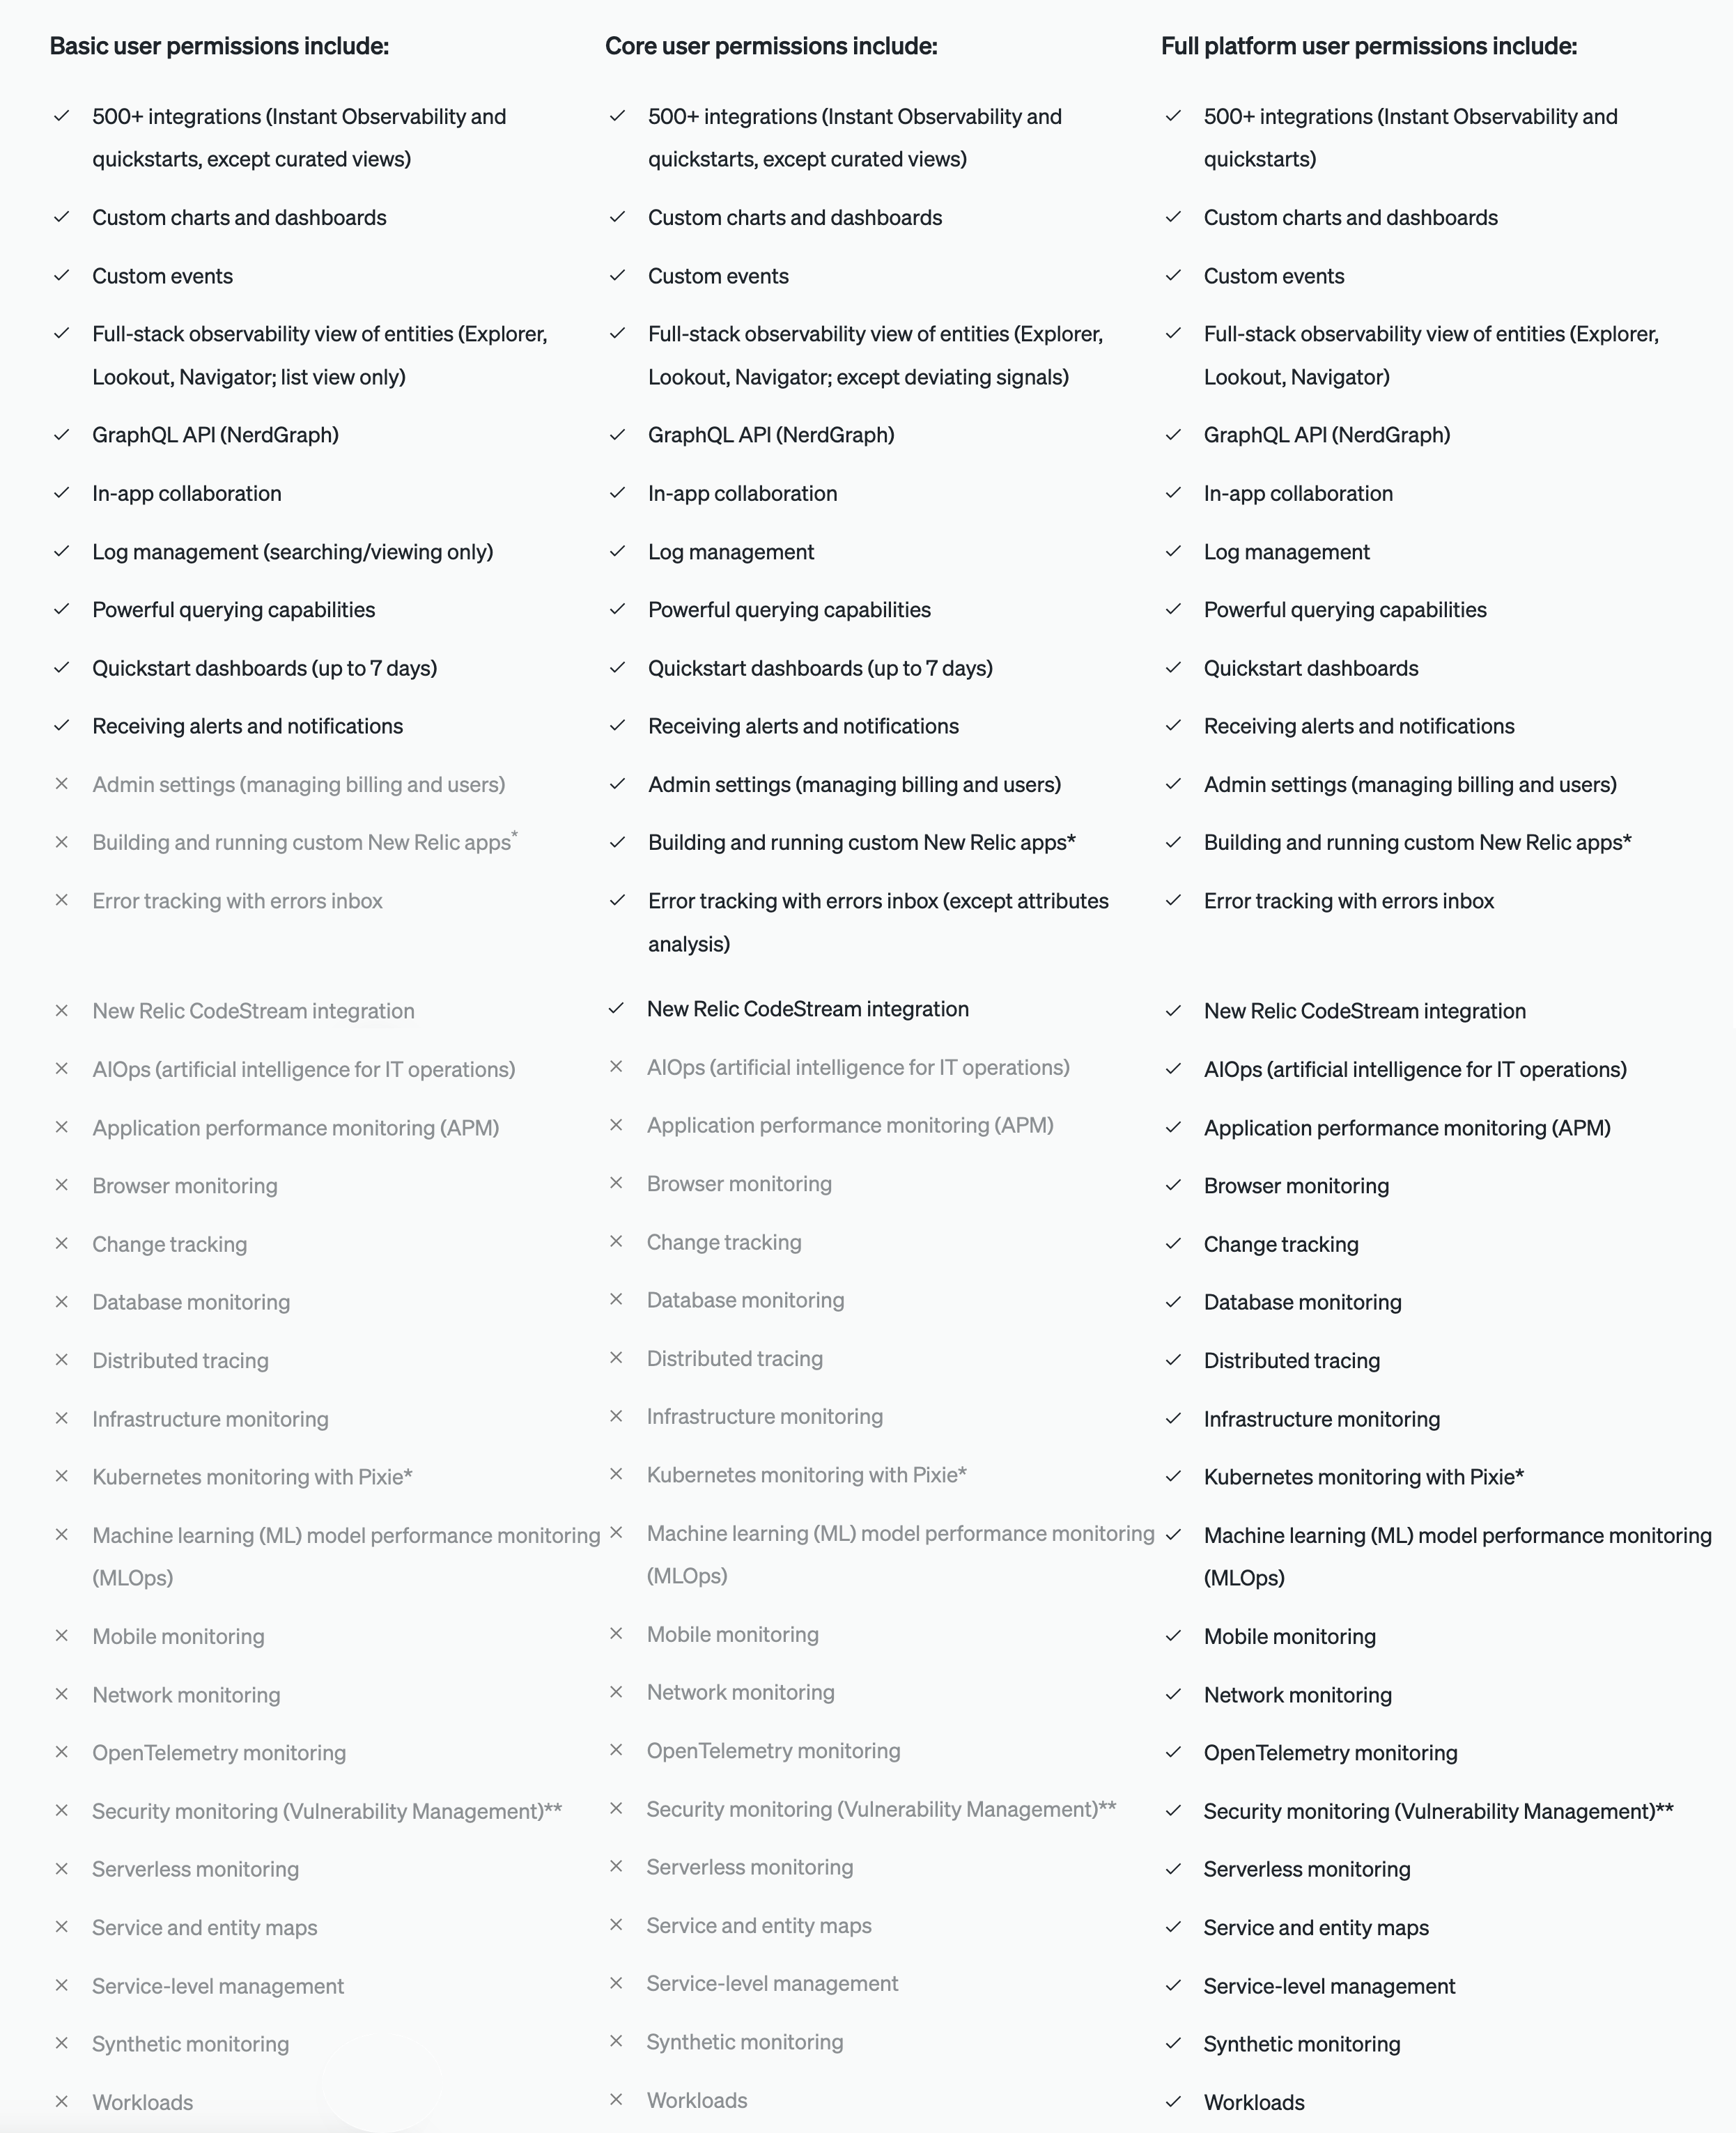 Basic user permissions include:
500+ integrations (Instant Observability and
quickstarts, except curated views)
Custom charts and dashboards
Custom events
Full-stack observability view of entities (Explorer,
Lookout, Navigator; list view only)
GraphQL API (NerdGraph)
In-app collaboration
Log management (searching/viewing only)
Powerful querying capabilities
Quickstart dashboards (up to 7 days)
Receiving alerts and notifications
Admin settings (managing billing and users)
Building and running custom New Relic apps*
Error tracking with errors inbox
New Relic CodeStream integration
AIOps (artificial intelligence for IT operations)
Application performance monitoring (APM)
Browser monitoring
Change tracking
Database monitoring
Distributed tracing
Infrastructure monitoring
Kubernetes monitoring with Pixie*
Machine learning (ML) model performance monitoring
(MLOps)
Mobile monitoring
Network monitoring
OpenTelemetry monitoring
Security monitoring (Vulnerability Management)**
Serverless monitoring
Service and entity maps
Service-level management
Synthetic monitoring
Workloads
Core user permissions include:
500+ integrations (Instant Observability and
quickstarts, except curated views)
Custom charts and dashboards
Custom events
Full-stack observability view of entities (Explorer,
Lookout, Navigator; except deviating signals)
GraphQL API (NerdGraph)
In-app collaboration
Log management
Powerful querying capabilities
Quickstart dashboards (up to 7 days)
Receiving alerts and notifications
Admin settings (managing billing and users)
Building and running custom New Relic apps*
Error tracking with errors inbox (except attributes
analysis)
New Relic CodeStream integration
AIOps (artificial intelligence for IT operations)
Application performance monitoring (APM)
Browser monitoring
Change tracking
Database monitoring
Distributed tracing
Infrastructure monitoring
Kubernetes monitoring with Pixie*
Machine learning (ML) model performance monitoring
(MLOps)
Mobile monitoring
Network monitoring
OpenTelemetry monitoring
Security monitoring (Vulnerability Management)**
Serverless monitoring
Service and entity maps
Service-level management
Synthetic monitoring
Workloads
Full platform user permissions include:
500+ integrations (Instant Observability and
quickstarts)
Custom charts and dashboards
Custom events
Full-stack observability view of entities (Explorer,
Lookout, Navigator)
GraphQL API (NerdGraph)
In-app collaboration
Log management
Powerful querying capabilities
Quickstart dashboards
Receiving alerts and notifications
Admin settings (managing billing and users)
Building and running custom New Relic apps*
Error tracking with errors inbox
New Relic CodeStream integration
AIOps (artificial intelligence for IT operations)
Application performance monitoring (APM)
Browser monitoring
Change tracking
Database monitoring
Distributed tracing
Infrastructure monitoring
Kubernetes monitoring with Pixie*
Machine learning (ML) model performance monitoring
(MLOps)
Mobile monitoring
Network monitoring
OpenTelemetry monitoring
Security monitoring (Vulnerability Management)**
Serverless monitoring
Service and entity maps
Service-level management
Synthetic monitoring
Workloads